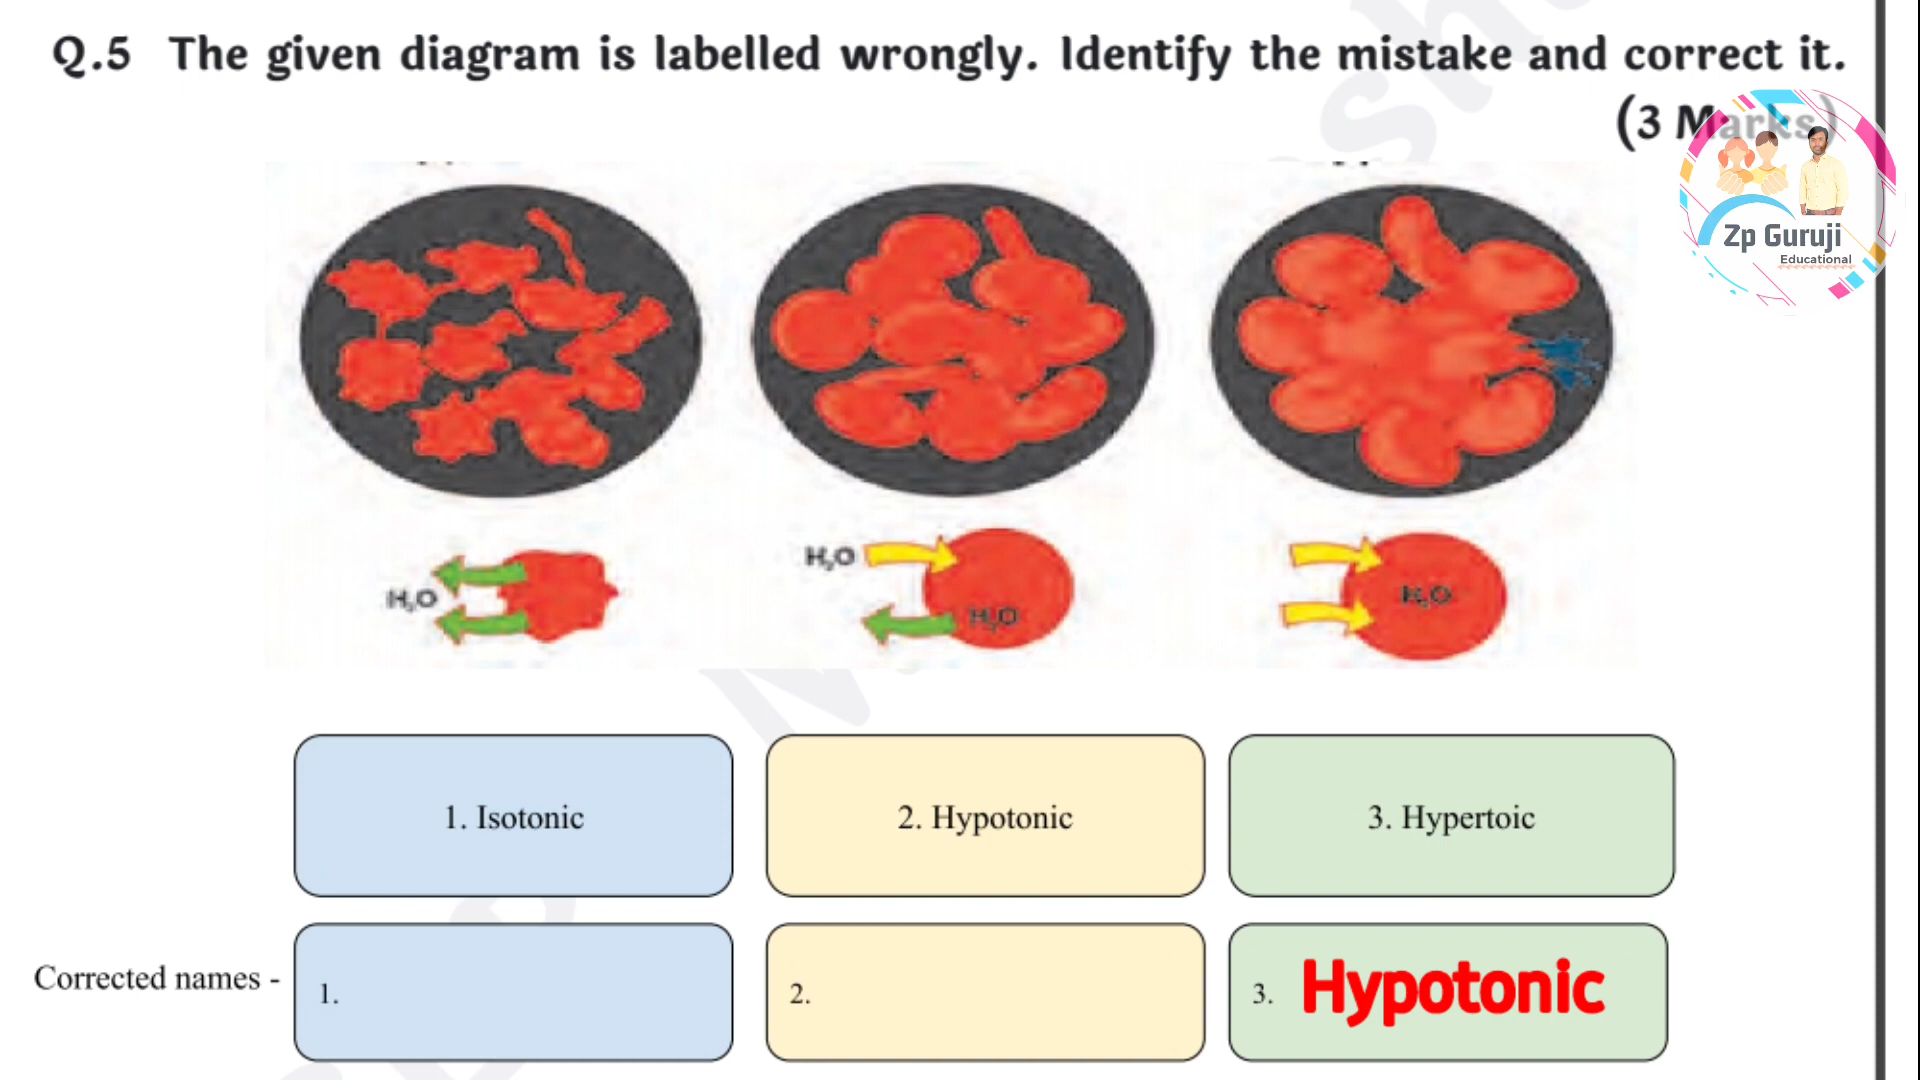 Q.5 The given diagram is labelled wrongly. Identify the mistake and correct it.
(3 Marks)
Zp Guruji
Educational
H₂O
H₂O
H₂O
H₂O
1. Isotonic
2. Hypotonic
3. Hypertoic
Corrected names -
1.
2.
3. Hypotonic